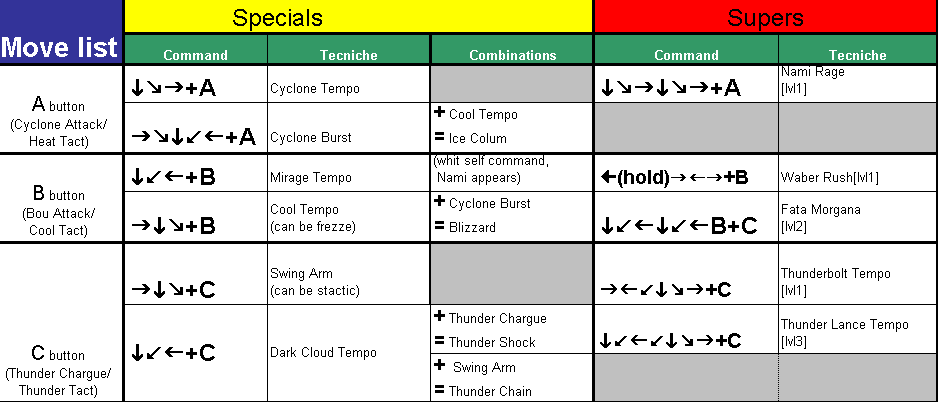 Move list
Specials
Supers
Command Tecniche Combinations Command Tecniche
A button
(Cyclone Attack/
Heat Tact)
↓↘→+A
Cyclone Tempo
↓↘→↓↘→+A
Nami Rage
[lvl1]
→↘↓↙←+A
Cyclone Burst
+ Cool Tempo
= Ice Colum
B button
(Bou Attack/
Cool Tact)
↓↙←+B
Mirage Tempo
(whit self command,
Nami appears)
←(hold)→←→+B
Waber Rush[lvl1]
→↓↘+B
Cool Tempo
(can be frezze)
+ Cyclone Burst
= Blizzard
↓↙←↓↙←B+C
Fata Morgana
[lvl2]
C button
(Thunder Chargue/
Thunder Tact)
→↓↘+C
Swing Arm
(can be stactic)
→←↙↓↘→+C
Thunderbolt Tempo
[lvl1]
↓↙←+C
Dark Cloud Tempo
+ Thunder Chargue
= Thunder Shock
+ Swing Arm
= Thunder Chain
↓↙←↙↓↘→+C
Thunder Lance Tempo
[lvl3]